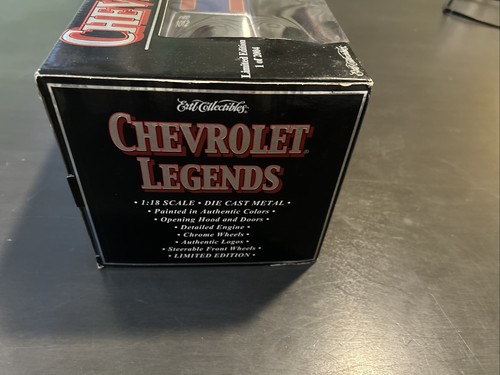 CHEV
Limited Edition
1 of 2004
Ertl Collectibles
CHEVROLET
LEGENDS
• 1:18 SCALE • DIE CAST METAL •
• Painted in Authentic Colors •
• Opening Hood and Doors •
• Detailed Engine •
• Chrome Wheels •
• Authentic Logos •
• Steerable Front Wheels •
• LIMITED EDITION •